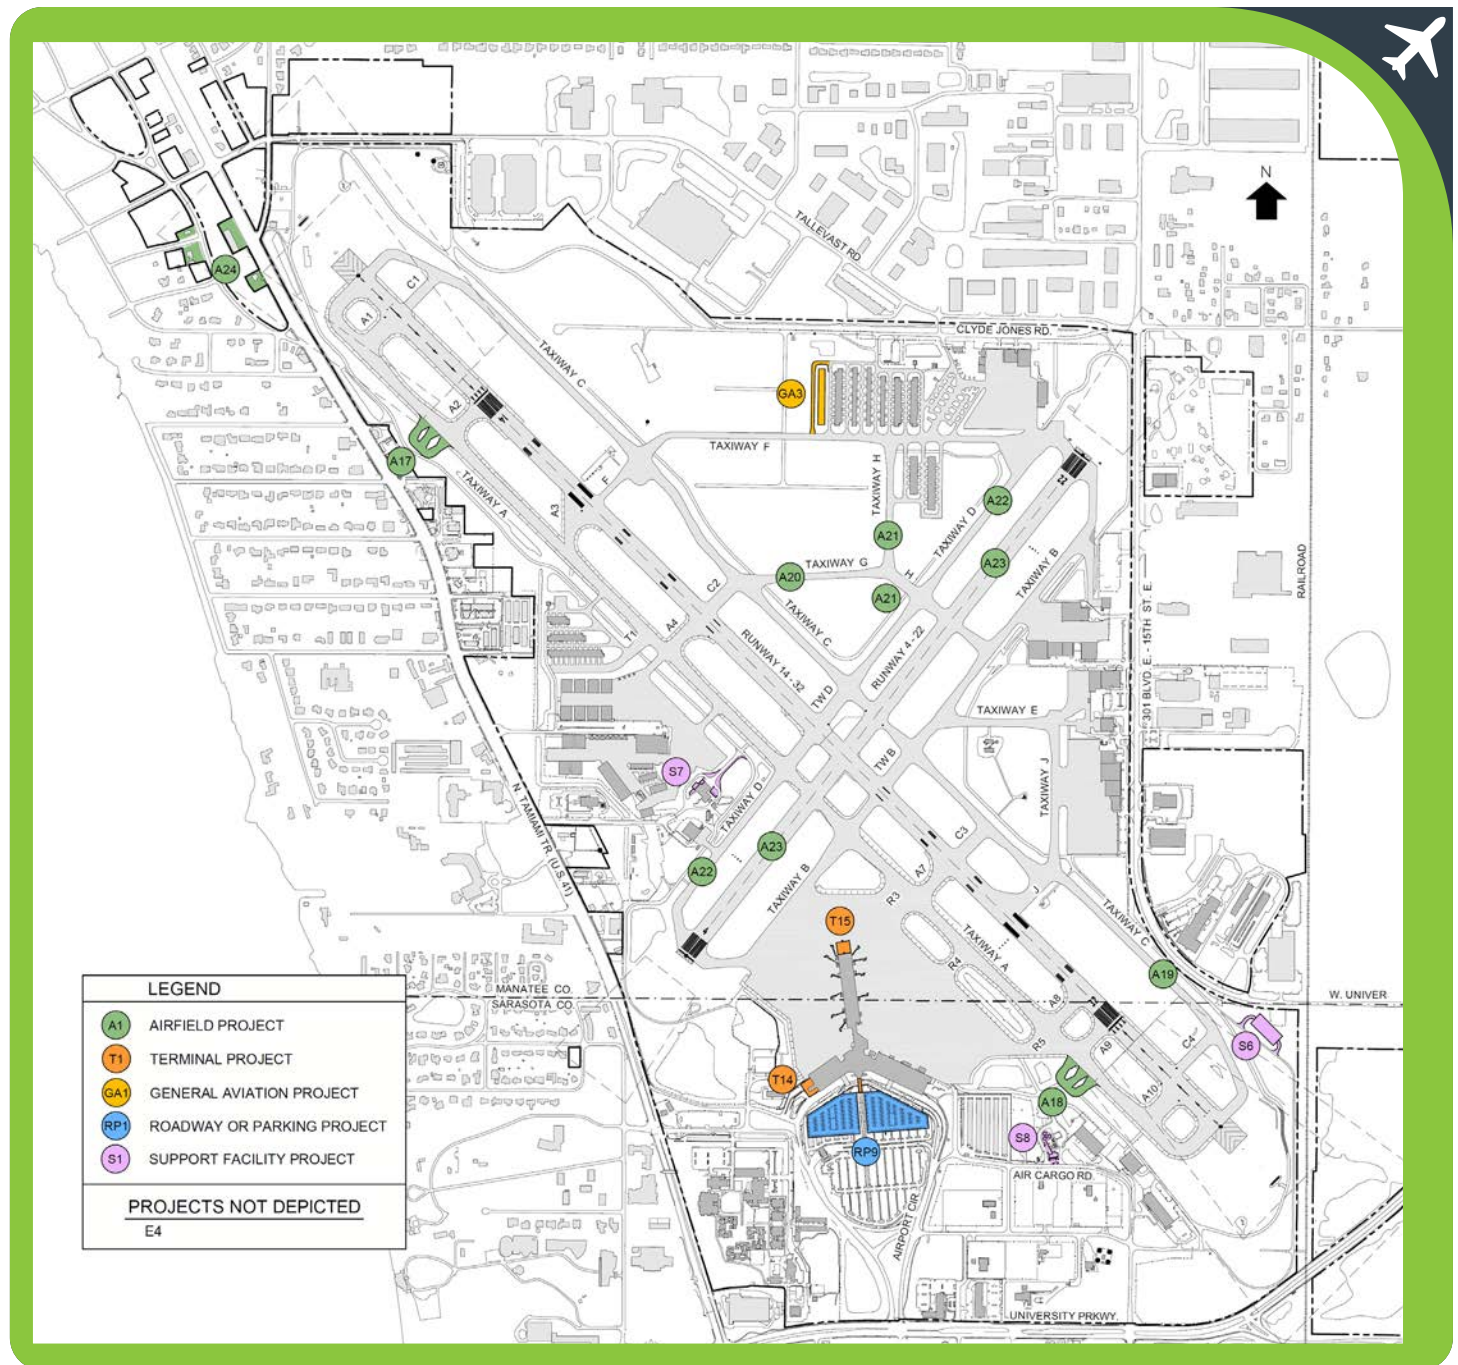 N
TALLEVAST RD.
A24
C1
A1
CLYDE JONES RD.
TAXIWAY C
GA3
A2
14
TAXIWAY F
A17
TAXIWAY A
F
A3
TAXIWAY H
22
A22
TAXIWAY D
A21
A23
TAXIWAY B
TAXIWAY G
A20
H
C2
A21
TAXIWAY C
RAILROAD
T1
A4
RUNWAY 14 - 32
RUNWAY 4 - 22
301 BLVD. E. - 15TH ST. E.
TW D
TAXIWAY E
TW B
S7
TAXIWAY J
TAXIWAY D
N. TAMIAMI TR. (U.S.41)
A23
C3
A22
A7
TAXIWAY B
R3
J
TAXIWAY C
T15
4
TAXIWAY A
R4
A19
MANATEE CO.
SARASOTA CO.
A8
W. UNIVER
32
S6
R5
A9
C4
T14
A18
A10
S8
RP9
AIR CARGO RD.
AIRPORT CIR.
UNIVERSITY PRKWY.
LEGEND
A1 AIRFIELD PROJECT
T1 TERMINAL PROJECT
GA1 GENERAL AVIATION PROJECT
RP1 ROADWAY OR PARKING PROJECT
S1 SUPPORT FACILITY PROJECT
PROJECTS NOT DEPICTED
E4